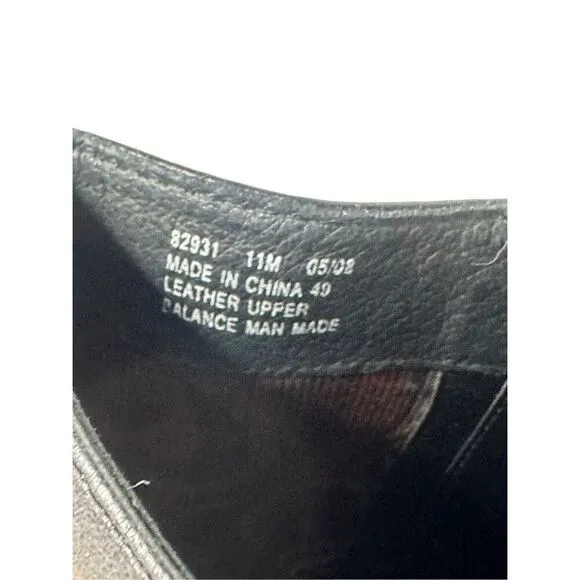 82931 11M 05/08
MADE IN CHINA 49
LEATHER UPPER
BALANCE MAN MADE